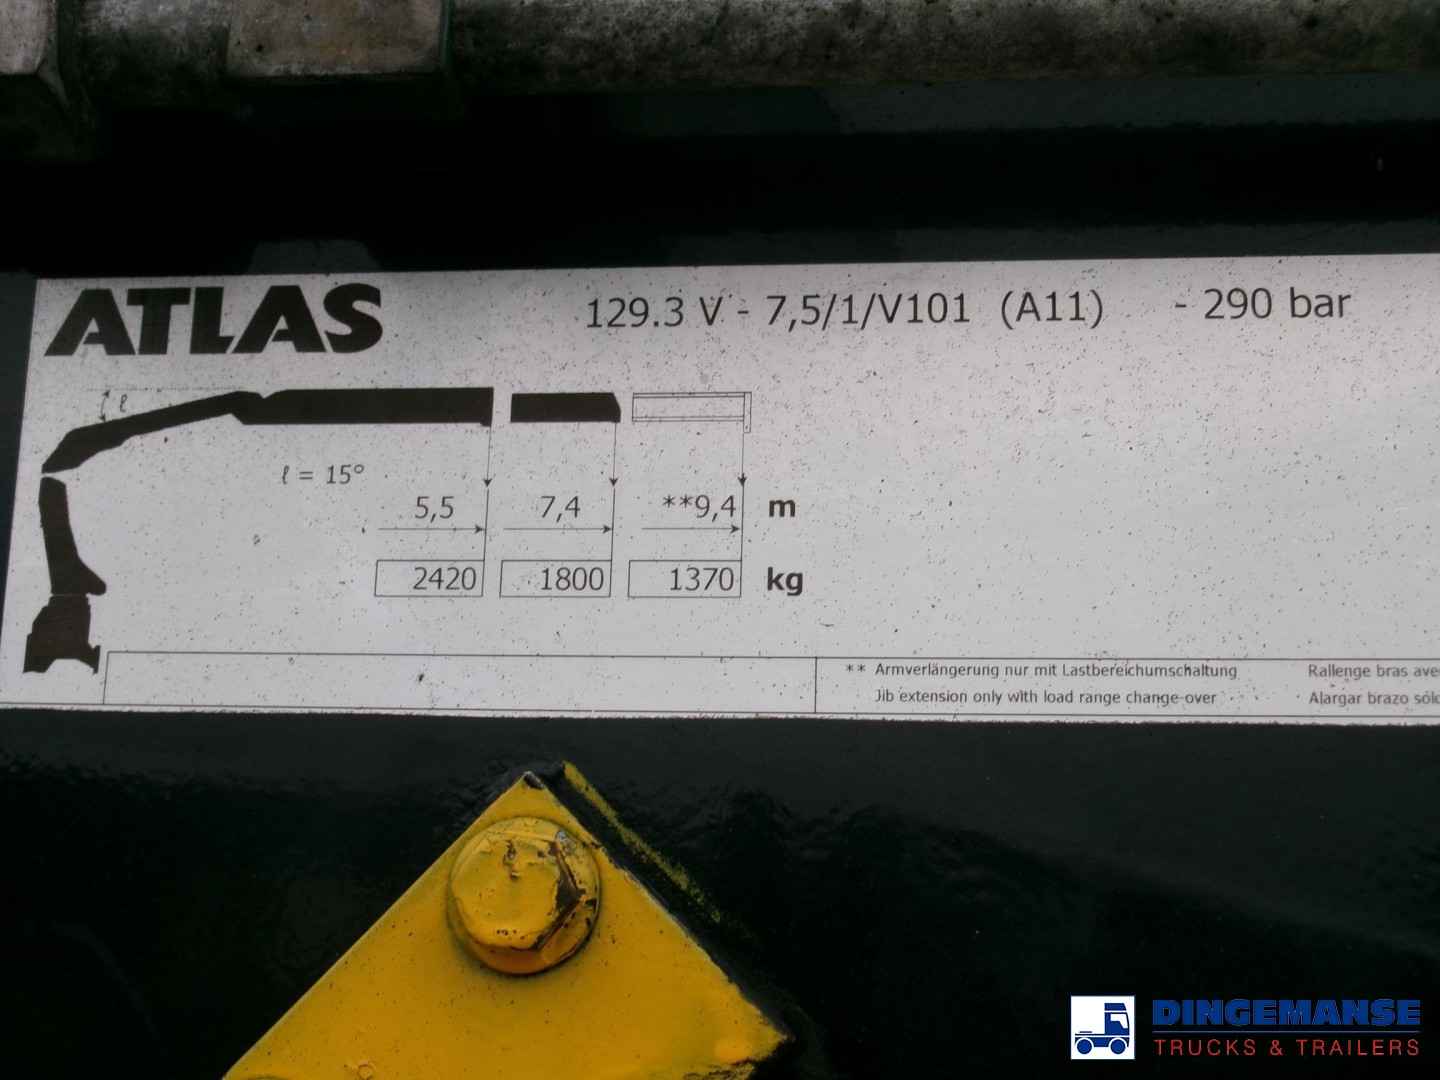 ATLAS
129.3 V - 7,5/1/V101 (A11) - 290 bar
ℓ
ℓ = 15°
5,5 7,4 **9,4 m
2420 1800 1370 kg
** Armverlängerung nur mit Lastbereichumschaltung Rallenge bras ave
Jib extension only with load range change-over Alargar brazo sólo
DINGEMANSE
TRUCKS & TRAILERS